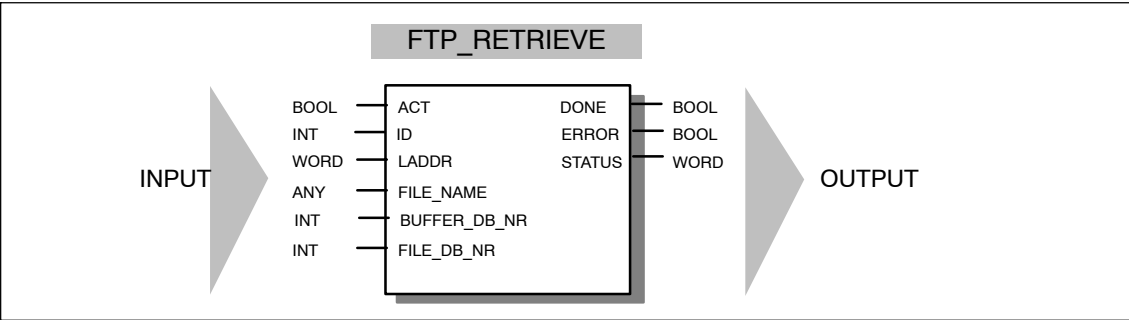 FTP_RETRIEVE
BOOL ACT DONE BOOL
INT ID ERROR BOOL
WORD LADDR STATUS WORD
INPUT OUTPUT
ANY FILE_NAME
INT BUFFER_DB_NR
INT FILE_DB_NR